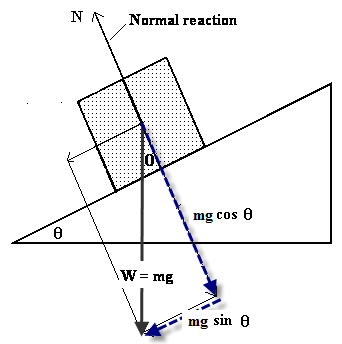 N
Normal reaction
θ
mg cos θ
θ
W = mg
mg sin θ